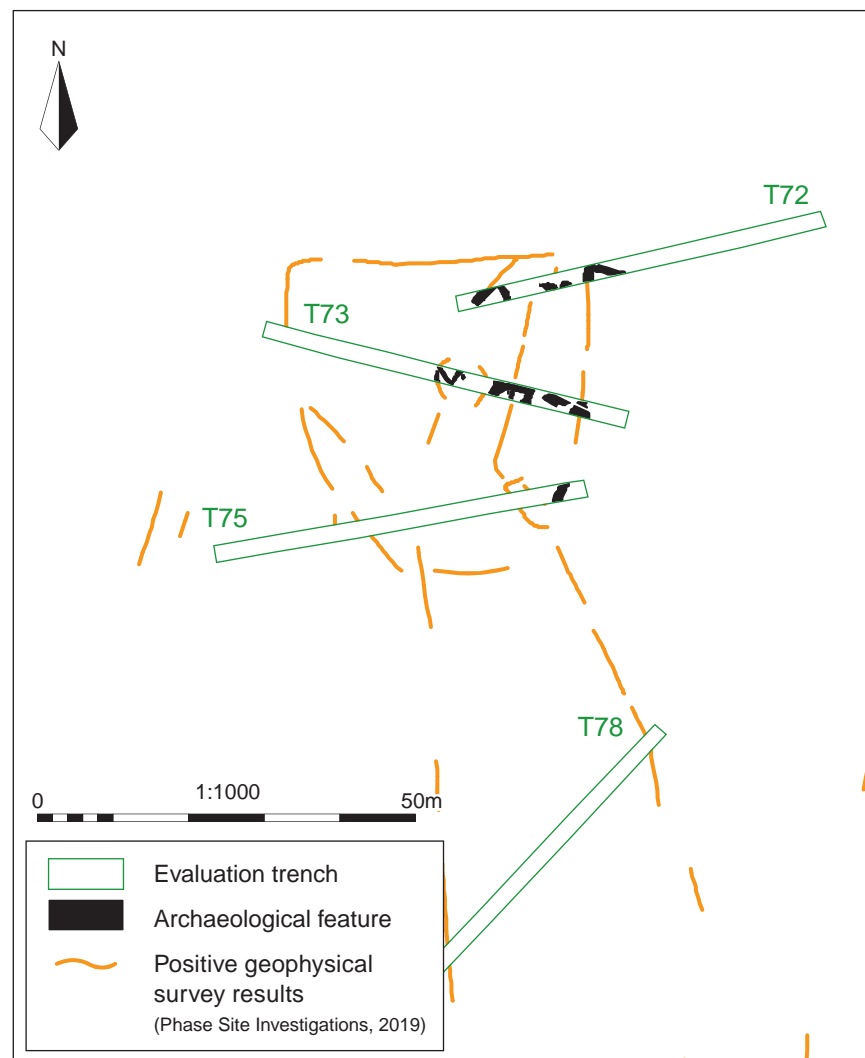 N
T72
T73
T75
T78
0 1:1000 50m
Evaluation trench
Archaeological feature
Positive geophysical
survey results
(Phase Site Investigations, 2019)